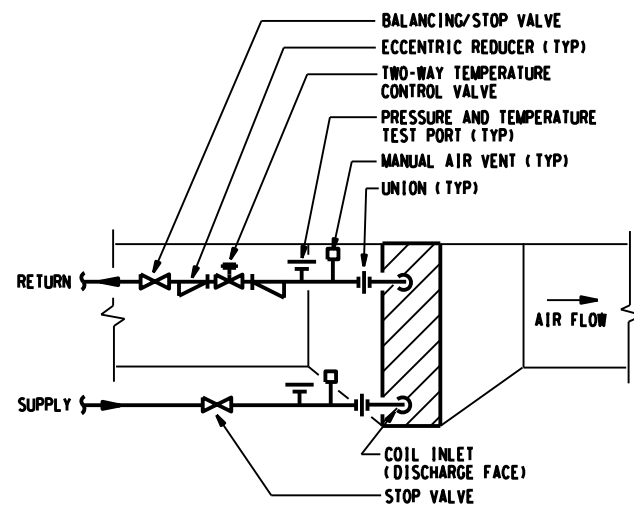 BALANCING/STOP VALVE
ECCENTRIC REDUCER (TYP)
TWO-WAY TEMPERATURE
CONTROL VALVE
PRESSURE AND TEMPERATURE
TEST PORT (TYP)
MANUAL AIR VENT (TYP)
UNION (TYP)
RETURN
AIR FLOW
SUPPLY
COIL INLET
(DISCHARGE FACE)
STOP VALVE